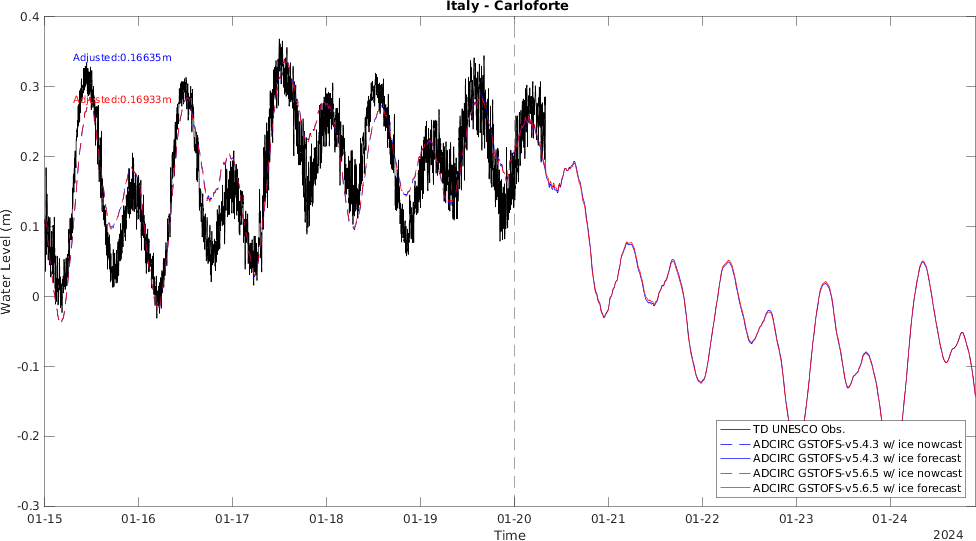 Italy - Carloforte
0.4
0.3
0.2
0.1
0
-0.1
-0.2
-0.3
Water Level (m)
Adjusted:0.16635m
Adjusted:0.16933m
TD UNESCO Obs.
ADCIRC GSTOFS-v5.4.3 w/ ice nowcast
ADCIRC GSTOFS-v5.4.3 w/ ice forecast
ADCIRC GSTOFS-v5.6.5 w/ ice nowcast
ADCIRC GSTOFS-v5.6.5 w/ ice forecast
01-15 01-16 01-17 01-18 01-19 01-20 01-21 01-22 01-23 01-24
Time
2024